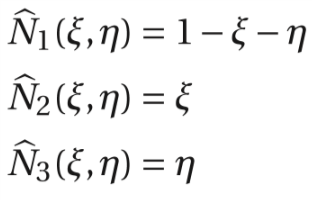 N̂₁(ξ,η) = 1 − ξ − η
N̂₂(ξ,η) = ξ
N̂₃(ξ,η) = η